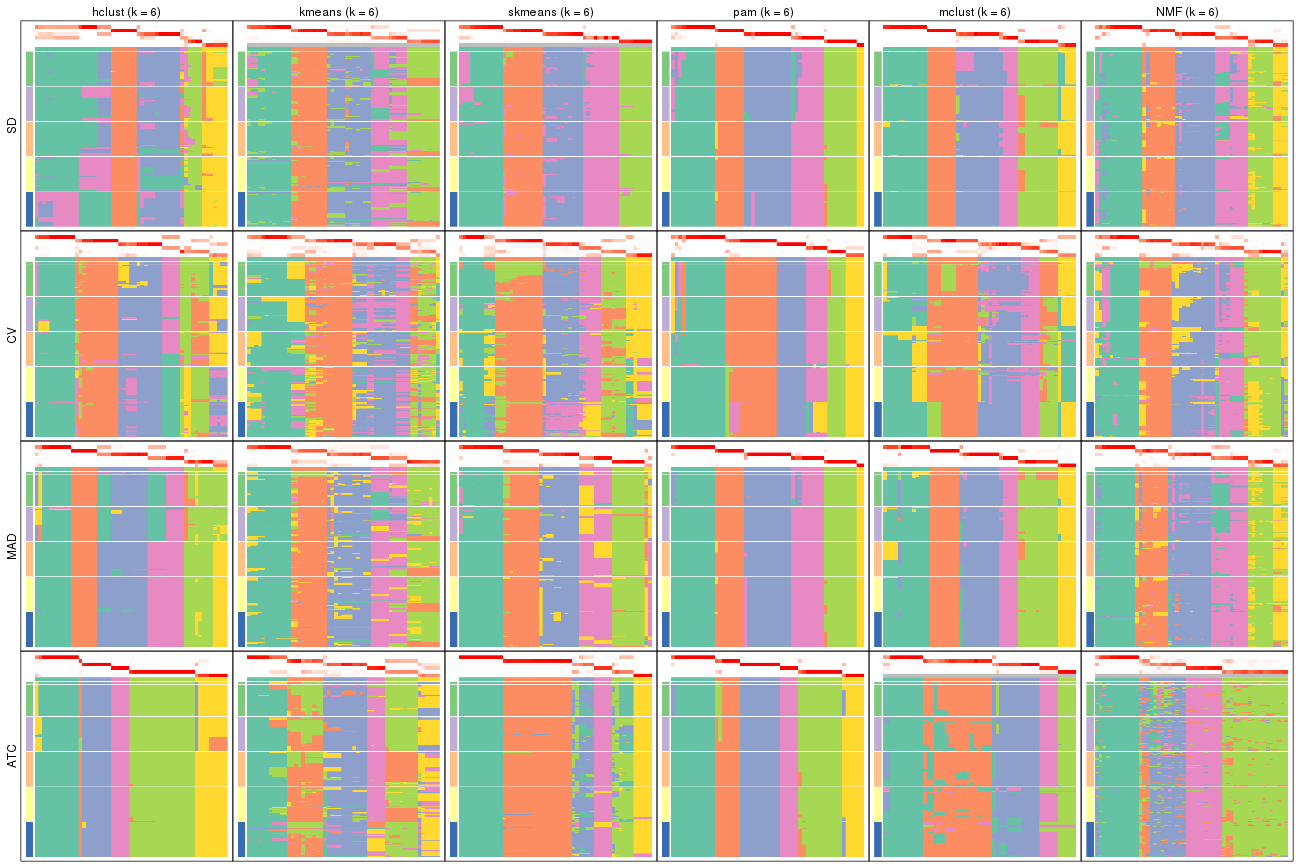 hclust (k = 6)
kmeans (k = 6)
skmeans (k = 6)
pam (k = 6)
mclust (k = 6)
NMF (k = 6)
SD
CV
MAD
ATC